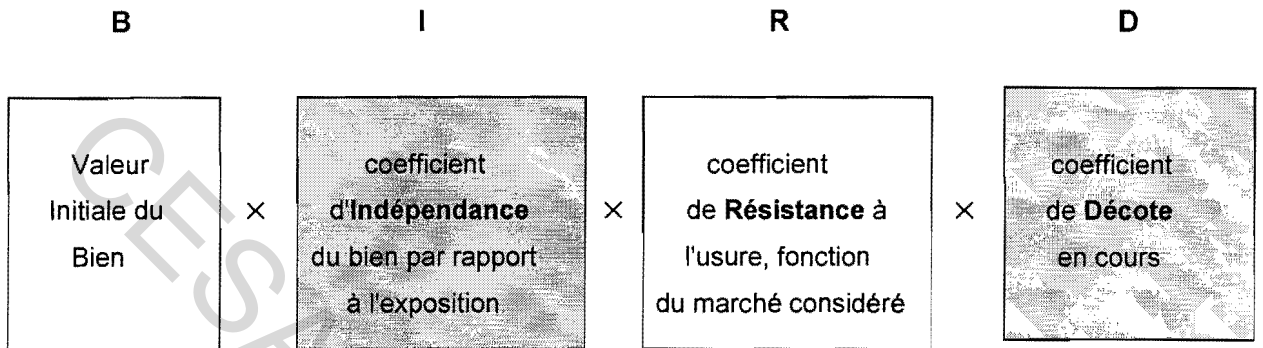 B I R D
Valeur
Initiale du
Bien
×
coefficient
d'Indépendance
du bien par rapport
à l'exposition
×
coefficient
de Résistance à
l'usure, fonction
du marché considéré
×
coefficient
de Décote
en cours